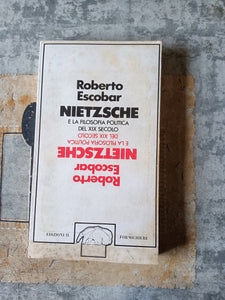 Roberto
Escobar
NIETZSCHE
E LA FILOSOFIA POLITICA
DEL XIX SECOLO
DEL XIX SECOLO
E LA FILOSOFIA POLITICA
NIETZSCHE
Escobar
Roberto
EDIZIONI IL FORMICHIERE